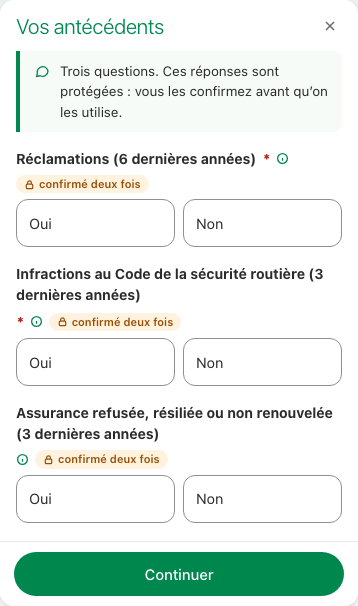 Vos antécédents
Trois questions. Ces réponses sont
protégées : vous les confirmez avant qu’on
les utilise.
Réclamations (6 dernières années) *
confirmé deux fois
Oui
Non
Infractions au Code de la sécurité routière (3
dernières années)
* confirmé deux fois
Oui
Non
Assurance refusée, résiliée ou non renouvelée
(3 dernières années)
confirmé deux fois
Oui
Non
Continuer